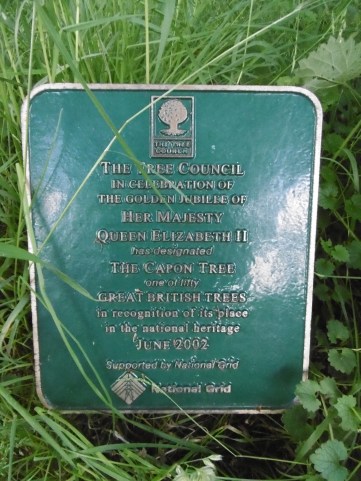 THE TREE
COUNCIL
THE TREE COUNCIL
IN CELEBRATION OF
THE GOLDEN JUBILEE OF
HER MAJESTY
QUEEN ELIZABETH II
has designated
THE CAPON TREE
one of fifty
GREAT BRITISH TREES
in recognition of its place
in the national heritage
JUNE 2002
Supported by National Grid
National Grid